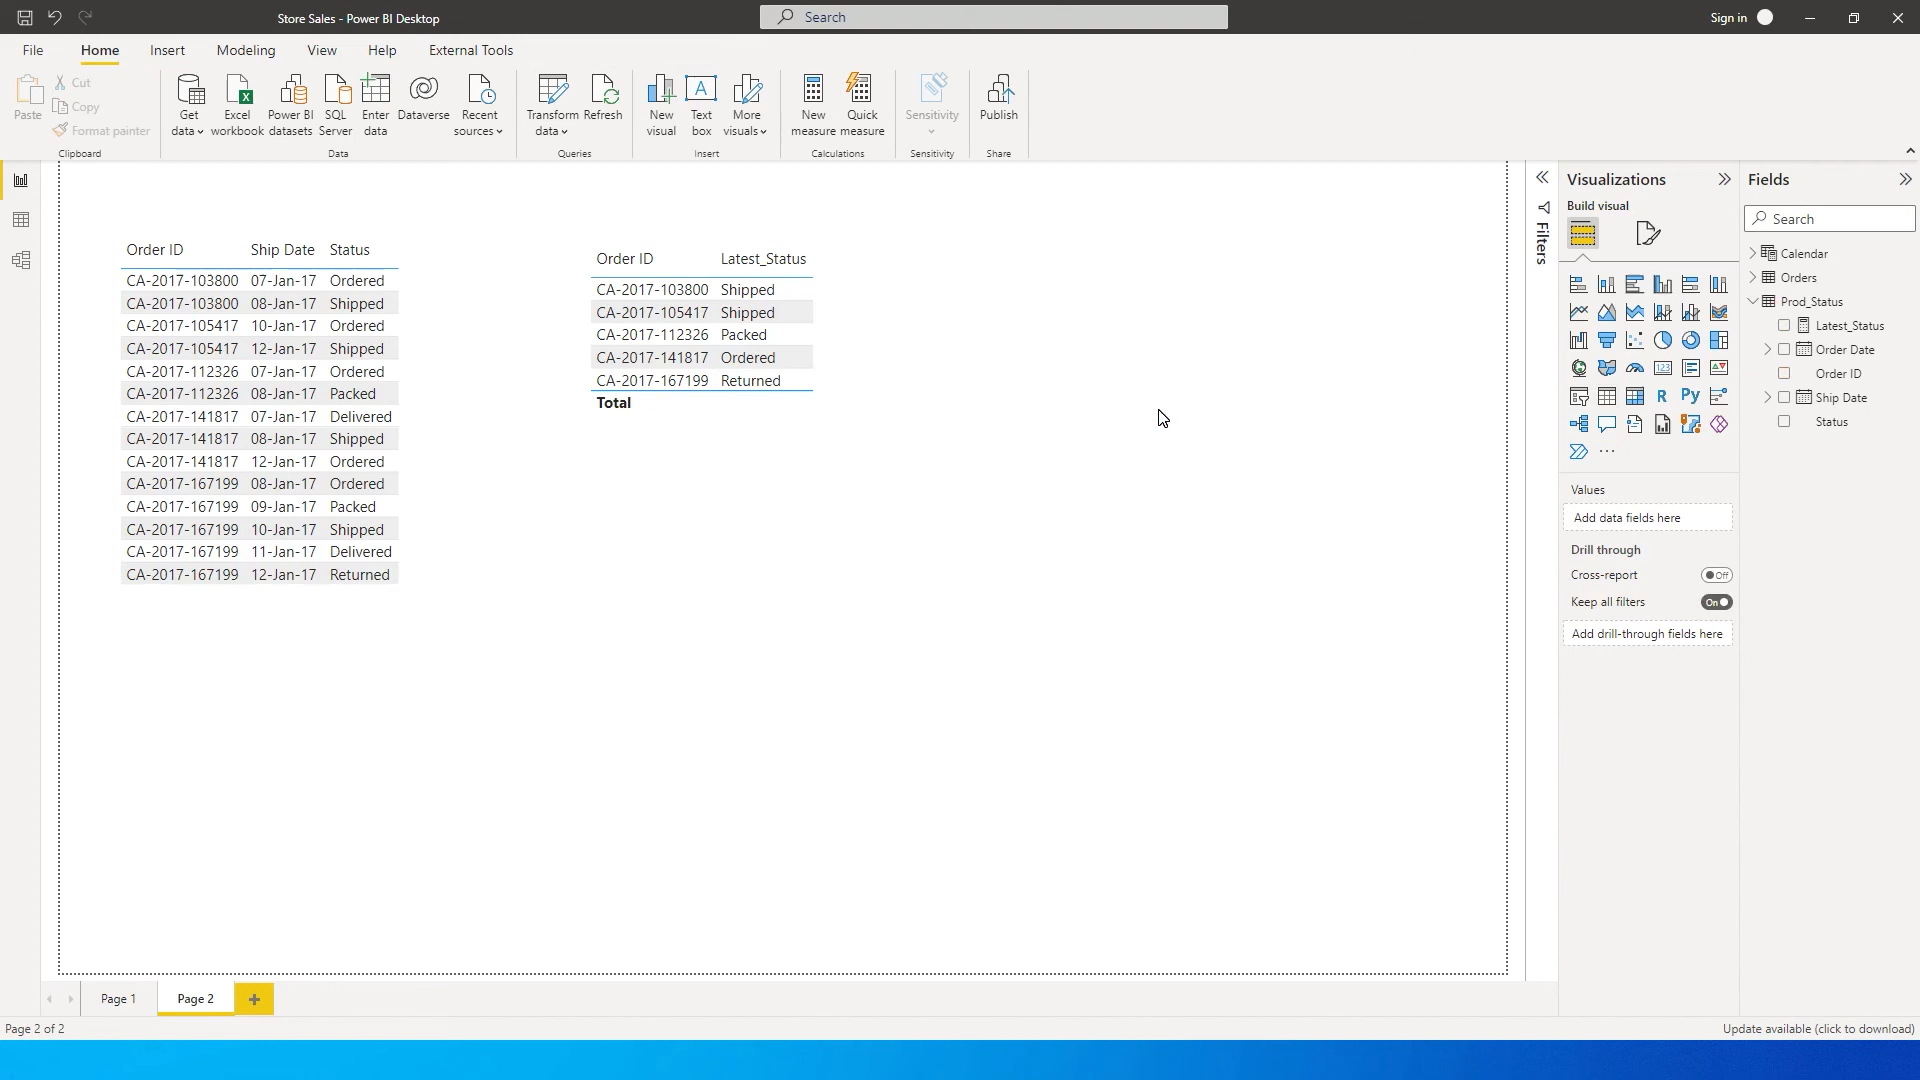 Store Sales - Power BI Desktop
Search
Sign in
File Home Insert Modeling View Help External Tools
Paste
Cut
Copy
Format painter
Clipboard
Get data
Excel workbook
Power BI datasets
SQL Server
Enter data
Dataverse
Recent sources
Data
Transform data
Refresh
Queries
New visual
Text box
More visuals
Insert
New measure
Quick measure
Calculations
Sensitivity
Sensitivity
Publish
Share
Order ID Ship Date Status
CA-2017-103800 07-Jan-17 Ordered
CA-2017-103800 08-Jan-17 Shipped
CA-2017-105417 10-Jan-17 Ordered
CA-2017-105417 12-Jan-17 Shipped
CA-2017-112326 07-Jan-17 Ordered
CA-2017-112326 08-Jan-17 Packed
CA-2017-141817 07-Jan-17 Delivered
CA-2017-141817 08-Jan-17 Shipped
CA-2017-141817 12-Jan-17 Ordered
CA-2017-167199 08-Jan-17 Ordered
CA-2017-167199 09-Jan-17 Packed
CA-2017-167199 10-Jan-17 Shipped
CA-2017-167199 11-Jan-17 Delivered
CA-2017-167199 12-Jan-17 Returned
Order ID Latest_Status
CA-2017-103800 Shipped
CA-2017-105417 Shipped
CA-2017-112326 Packed
CA-2017-141817 Ordered
CA-2017-167199 Returned
Total
Filters
Visualizations
Build visual
123
R
Py
Values
Add data fields here
Drill through
Cross-report Off
Keep all filters On
Add drill-through fields here
Fields
Search
Calendar
Orders
Prod_Status
Latest_Status
Order Date
Order ID
Ship Date
Status
Page 1
Page 2
Page 2 of 2
Update available (click to download)